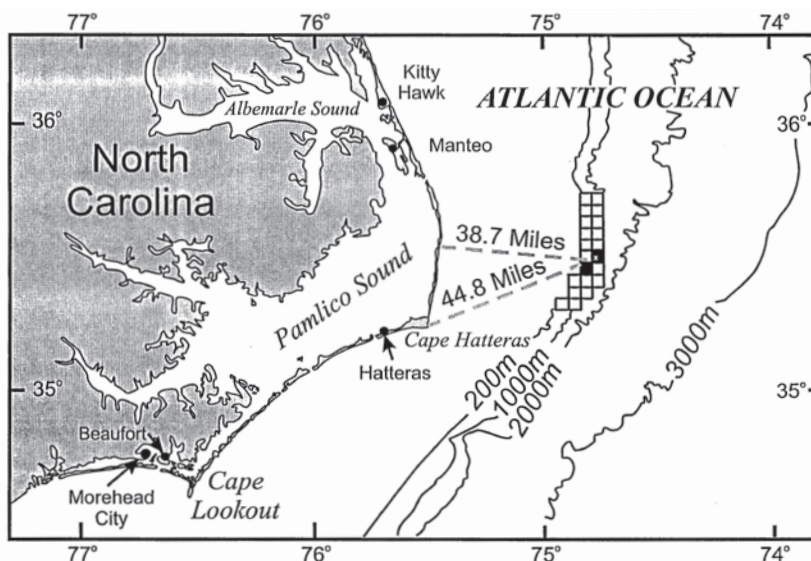 77° 76° 75° 74°
Kitty
Hawk
ATLANTIC OCEAN
Albemarle Sound
36° 36°
Manteo
North
Carolina
38.7 Miles
44.8 Miles
Pamlico Sound
Cape Hatteras
Hatteras
200m
1000m
2000m
3000m
35° 35°
Beaufort
Morehead
City
Cape
Lookout
77° 76° 75° 74°